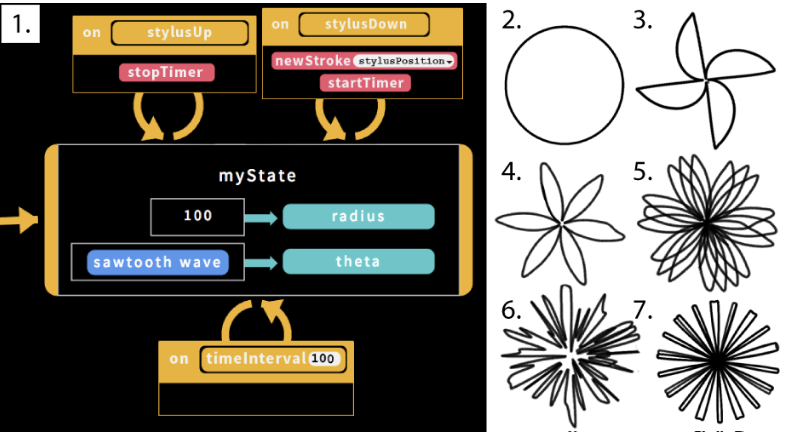 1.
on stylusUp
stopTimer
on stylusDown
newStroke stylusPosition
startTimer
myState
100 radius
sawtooth wave theta
on timeInterval 100
2.
3.
4.
5.
6.
7.